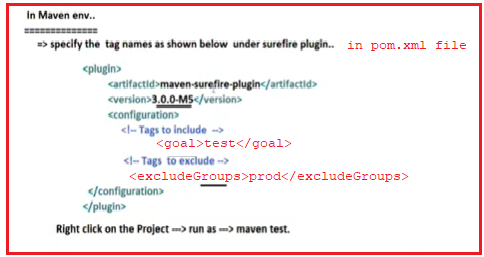 In Maven env..
==============
=> specify the tag names as shown below under surefire plugin.. in pom.xml file
<plugin>
<artifactId>maven-surefire-plugin</artifactId>
<version>3.0.0-M5</version>
<configuration>
<!-- Tags to include -->
<goal>test</goal>
<!-- Tags to exclude -->
<excludeGroups>prod</excludeGroups>
</configuration>
</plugin>
Right click on the Project ---> run as ---> maven test.